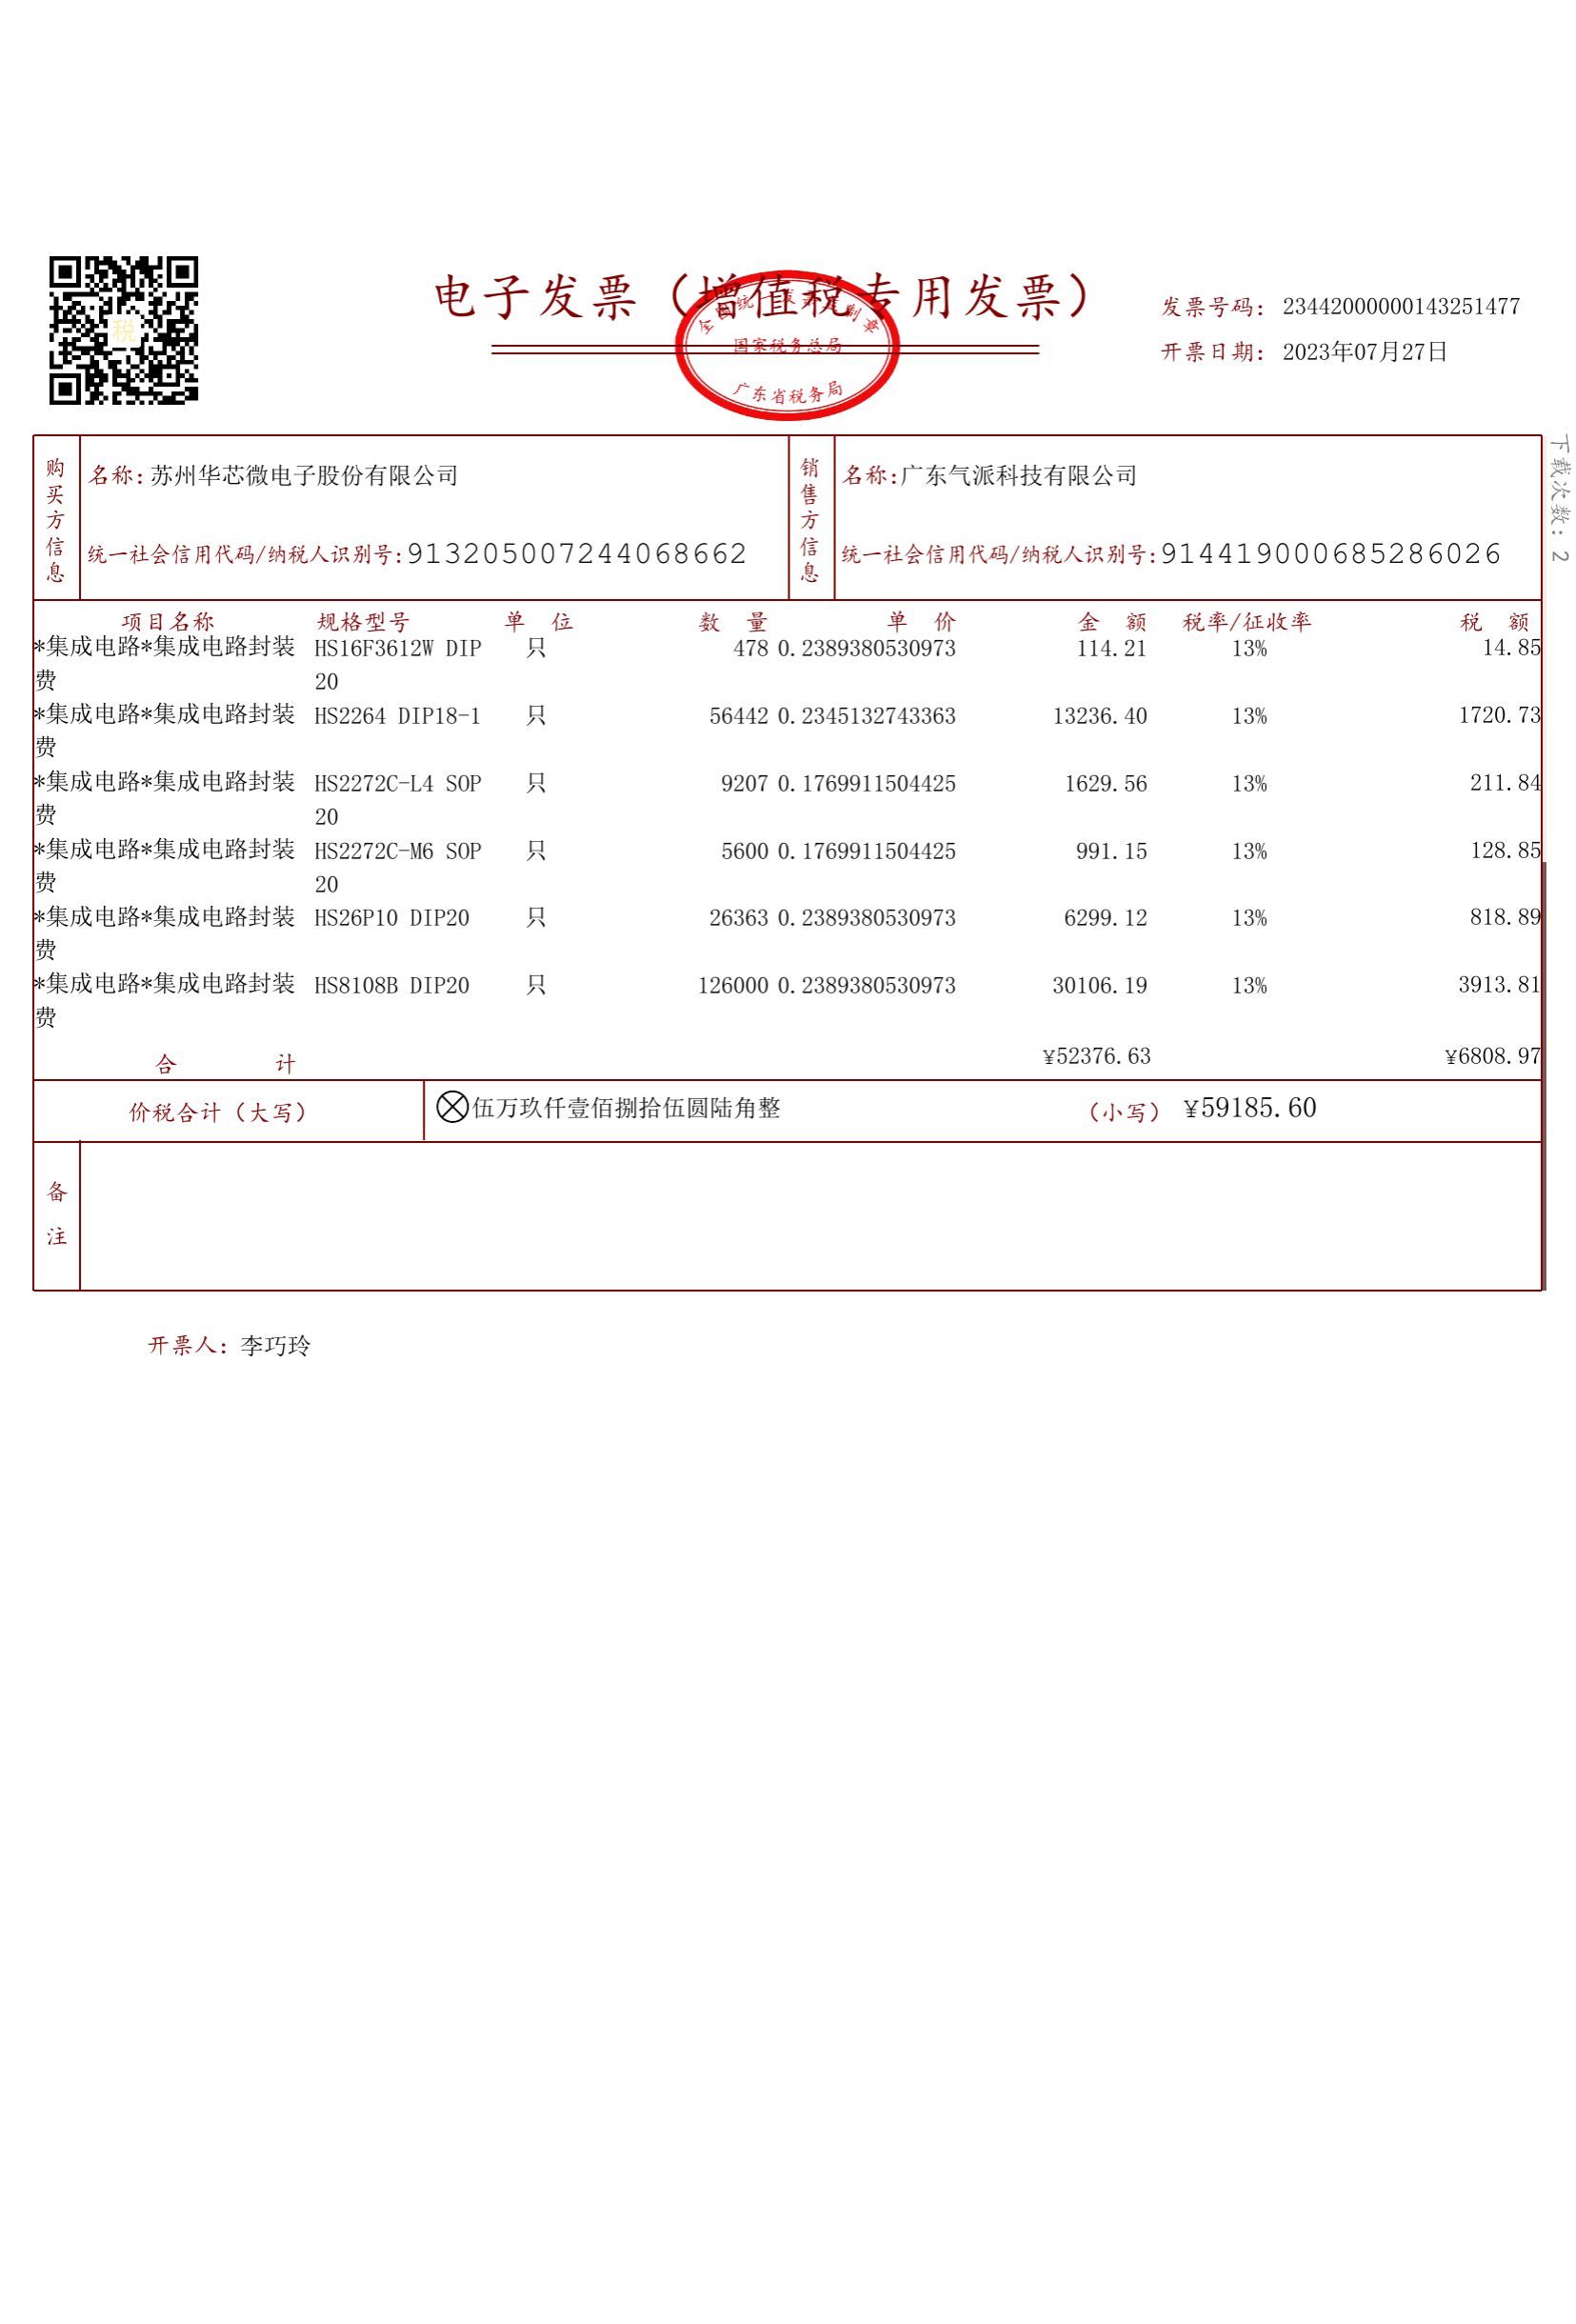 税
电子发票（增值税专用发票）
全国统一发票监制章
国家税务总局
广东省税务局
发票号码：23442000000143251477
开票日期：2023年07月27日
下载次数：2
购买方信息
名称：苏州华芯微电子股份有限公司
统一社会信用代码/纳税人识别号：913205007244068662
销售方信息
名称：广东气派科技有限公司
统一社会信用代码/纳税人识别号：914419000685286026
项目名称 规格型号 单 位 数 量 单 价 金 额 税率/征收率 税 额
*集成电路*集成电路封装 HS16F3612W DIP 只 478 0.2389380530973 114.21 13% 14.85
费 20
*集成电路*集成电路封装 HS2264 DIP18-1 只 56442 0.2345132743363 13236.40 13% 1720.73
费
*集成电路*集成电路封装 HS2272C-L4 SOP 只 9207 0.1769911504425 1629.56 13% 211.84
费 20
*集成电路*集成电路封装 HS2272C-M6 SOP 只 5600 0.1769911504425 991.15 13% 128.85
费 20
*集成电路*集成电路封装 HS26P10 DIP20 只 26363 0.2389380530973 6299.12 13% 818.89
费
*集成电路*集成电路封装 HS8108B DIP20 只 126000 0.2389380530973 30106.19 13% 3913.81
费
合 计 ¥52376.63 ¥6808.97
价税合计（大写） 伍万玖仟壹佰捌拾伍圆陆角整 （小写） ¥59185.60
备注
开票人：李巧玲